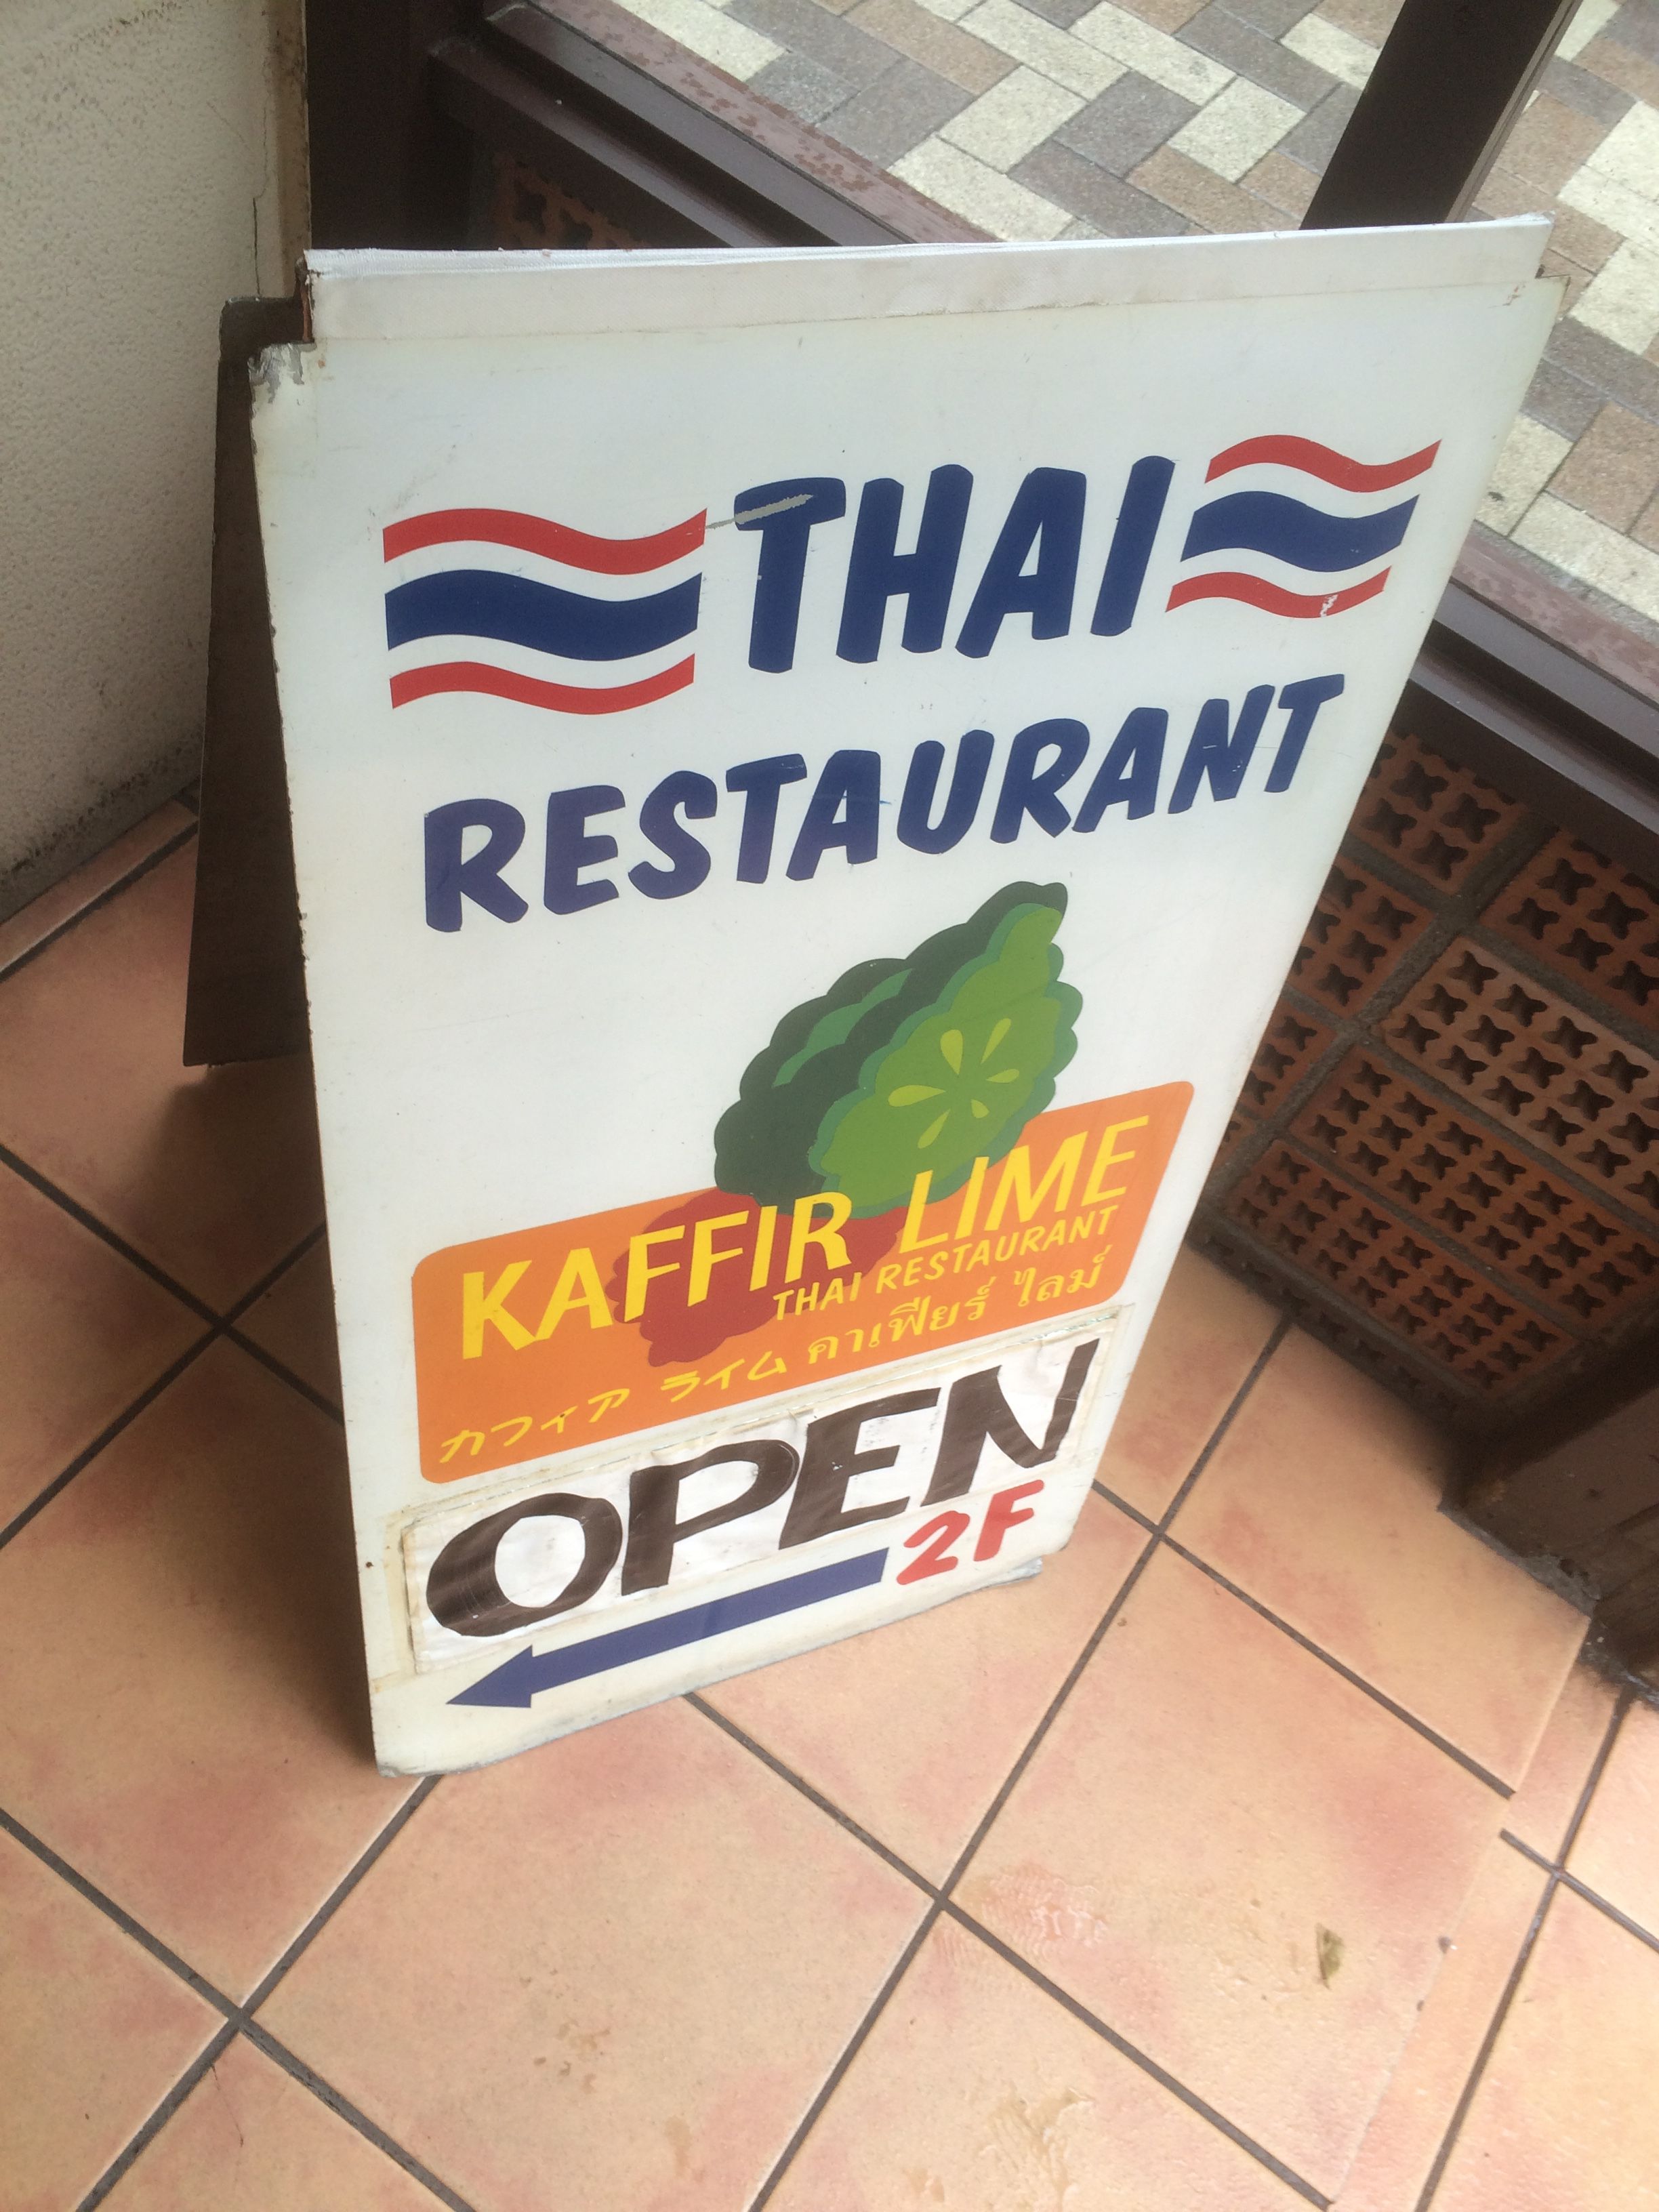 THAI
RESTAURANT
KAFFIR LIME
THAI RESTAURANT
カフィア ライム คาเฟียร์ ไลม์
OPEN
2F